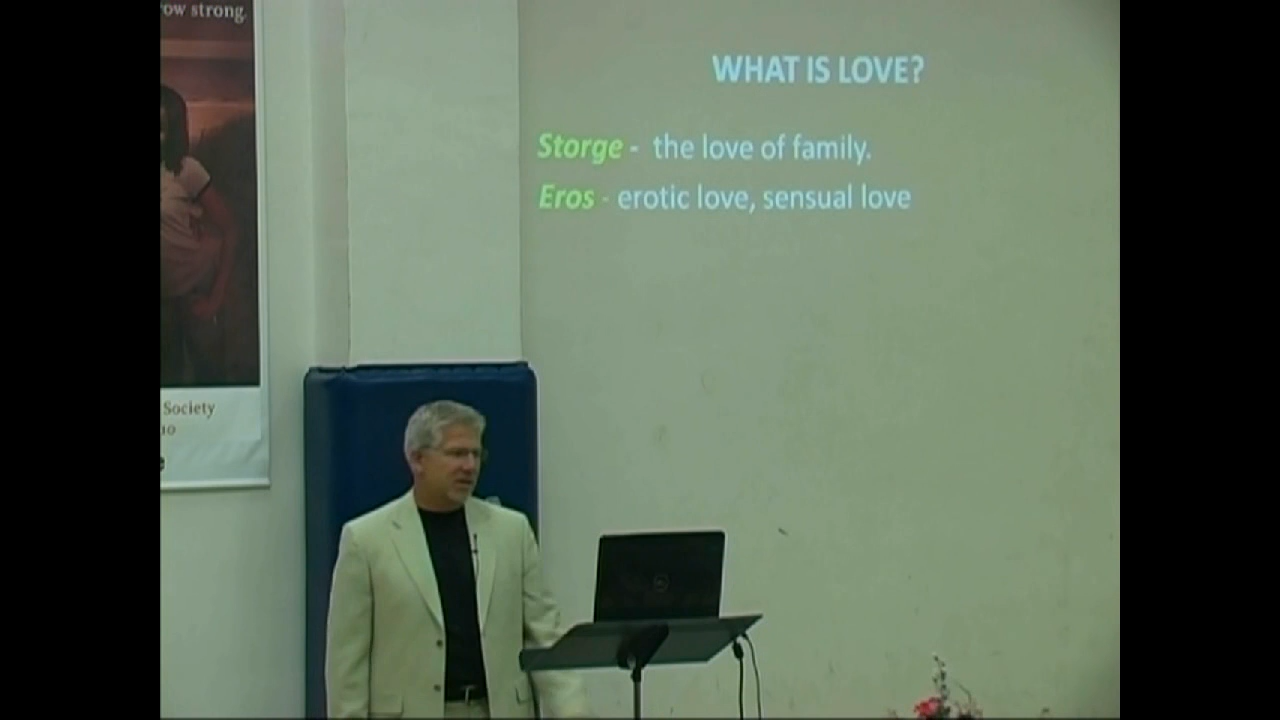 ow strong.
WHAT IS LOVE?
Storge - the love of family.
Eros - erotic love, sensual love
Society